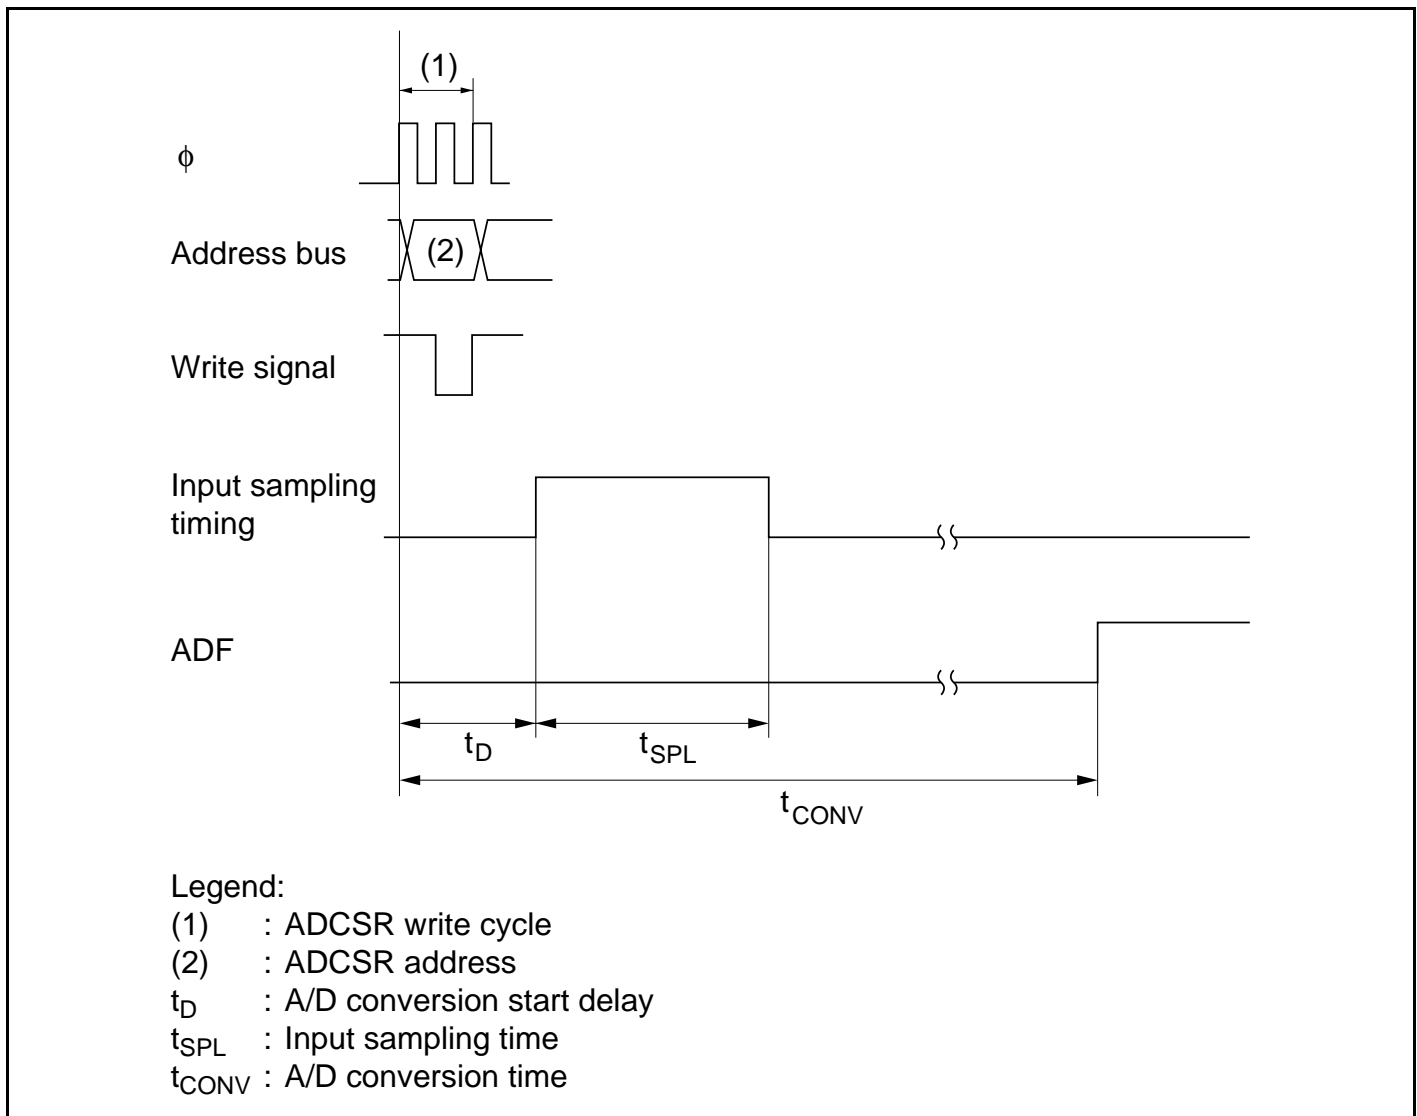 (1)
ϕ
Address bus
(2)
Write signal
Input sampling
timing
ADF
tD
tSPL
tCONV
Legend:
(1) : ADCSR write cycle
(2) : ADCSR address
tD : A/D conversion start delay
tSPL : Input sampling time
tCONV : A/D conversion time